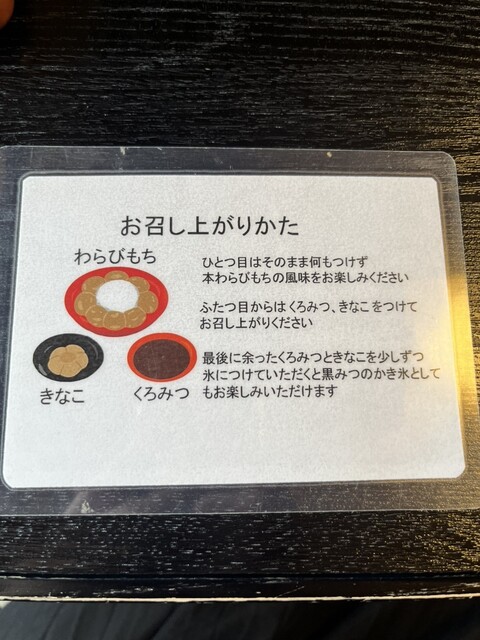 お召し上がりかた
わらびもち
きなこ
くろみつ
ひとつ目はそのまま何もつけず
本わらびもちの風味をお楽しみください
ふたつ目からはくろみつ、きなこをつけて
お召し上がりください
最後に余ったくろみつときなこを少しずつ
氷につけていただくと黒みつのかき氷として
もお楽しみいただけます